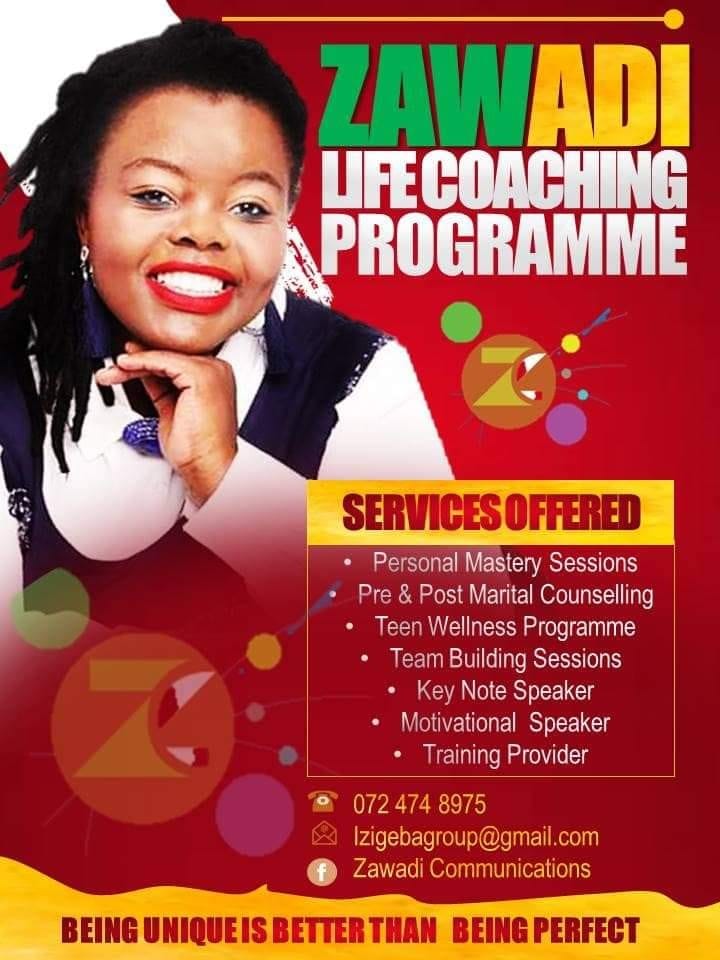 ZAWADI
LIFE COACHING
PROGRAMME
ZC
SERVICES OFFERED
• Personal Mastery Sessions
• Pre & Post Marital Counselling
• Teen Wellness Programme
• Team Building Sessions
• Key Note Speaker
• Motivational Speaker
• Training Provider
ZC
072 474 8975
Izigebagroup@gmail.com
f Zawadi Communications
BEING UNIQUE IS BETTER THAN BEING PERFECT